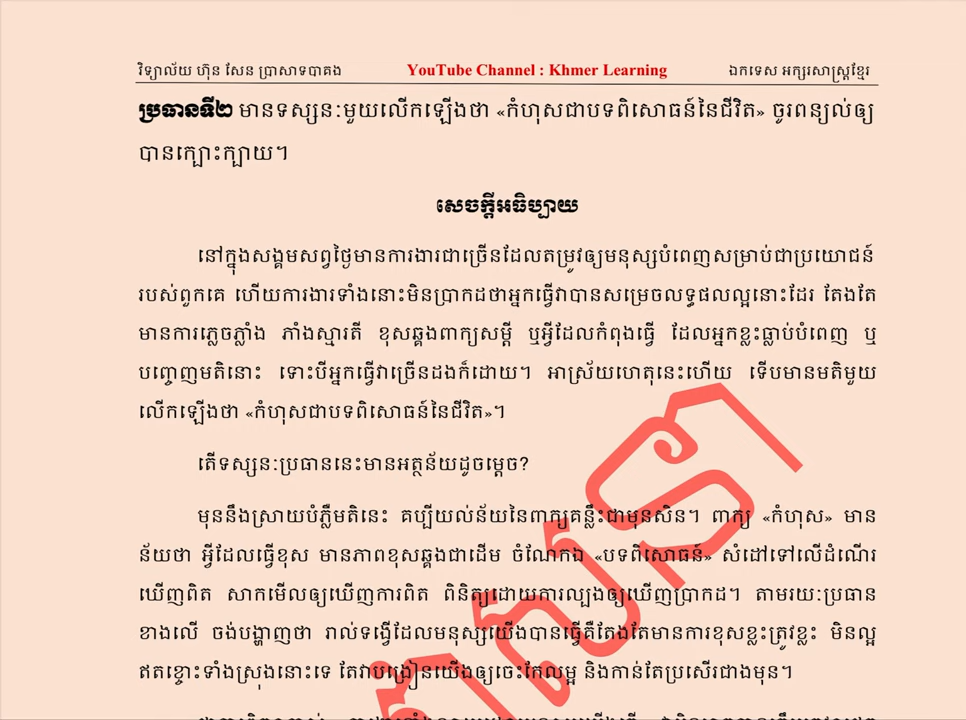 វិទ្យាល័យ ហ៊ុន សែន ប្រាសាទបាគង YouTube Channel : Khmer Learning ឯកទេស អក្សរសាស្ត្រខ្មែរ
ប្រធានទី២ មានទស្សនៈមួយលើកឡើងថា «កំហុសជាបទពិសោធន៍នៃជីវិត» ចូរពន្យល់ឲ្យ
បានក្បោះក្បាយ។
សេចក្ដីអធិប្បាយ
នៅក្នុងសង្គមសព្វថ្ងៃមានការងារជាច្រើនដែលតម្រូវឲ្យមនុស្សបំពេញសម្រាប់ជាប្រយោជន៍
របស់ពួកគេ ហើយការងារទាំងនោះមិនប្រាកដថាអ្នកធ្វើវាបានសម្រេចលទ្ធផលល្អនោះដែរ តែងតែ
មានការភ្លេចភ្លាំង ភាំងស្មារតី ខុសឆ្គងពាក្យសម្ដី ឬអ្វីដែលកំពុងធ្វើ ដែលអ្នកខ្លះធ្លាប់បំពេញ ឬ
បញ្ចេញមតិនោះ ទោះបីអ្នកធ្វើវាច្រើនដងក៏ដោយ។ អាស្រ័យហេតុនេះហើយ ទើបមានមតិមួយ
លើកឡើងថា «កំហុសជាបទពិសោធន៍នៃជីវិត»។
តើទស្សនៈប្រធាននេះមានអត្ថន័យដូចម្ដេច?
មុននឹងស្រាយបំភ្លឺមតិនេះ គប្បីយល់ន័យនៃពាក្យគន្លឹះជាមុនសិន។ ពាក្យ «កំហុស» មាន
ន័យថា អ្វីដែលធ្វើខុស មានភាពខុសឆ្គងជាដើម ចំណែកឯ «បទពិសោធន៍» សំដៅទៅលើដំណើរ
ឃើញពិត សាកមើលឲ្យឃើញការពិត ពិនិត្យដោយការល្បងឲ្យឃើញប្រាកដ។ តាមរយៈប្រធាន
ខាងលើ ចង់បង្ហាញថា រាល់ទង្វើដែលមនុស្សយើងបានធ្វើគឺតែងតែមានការខុសខ្លះត្រូវខ្លះ មិនល្អ
ឥតខ្ចោះទាំងស្រុងនោះទេ តែវាបង្រៀនយើងឲ្យចេះកែលម្អ និងកាន់តែប្រសើរជាងមុន។